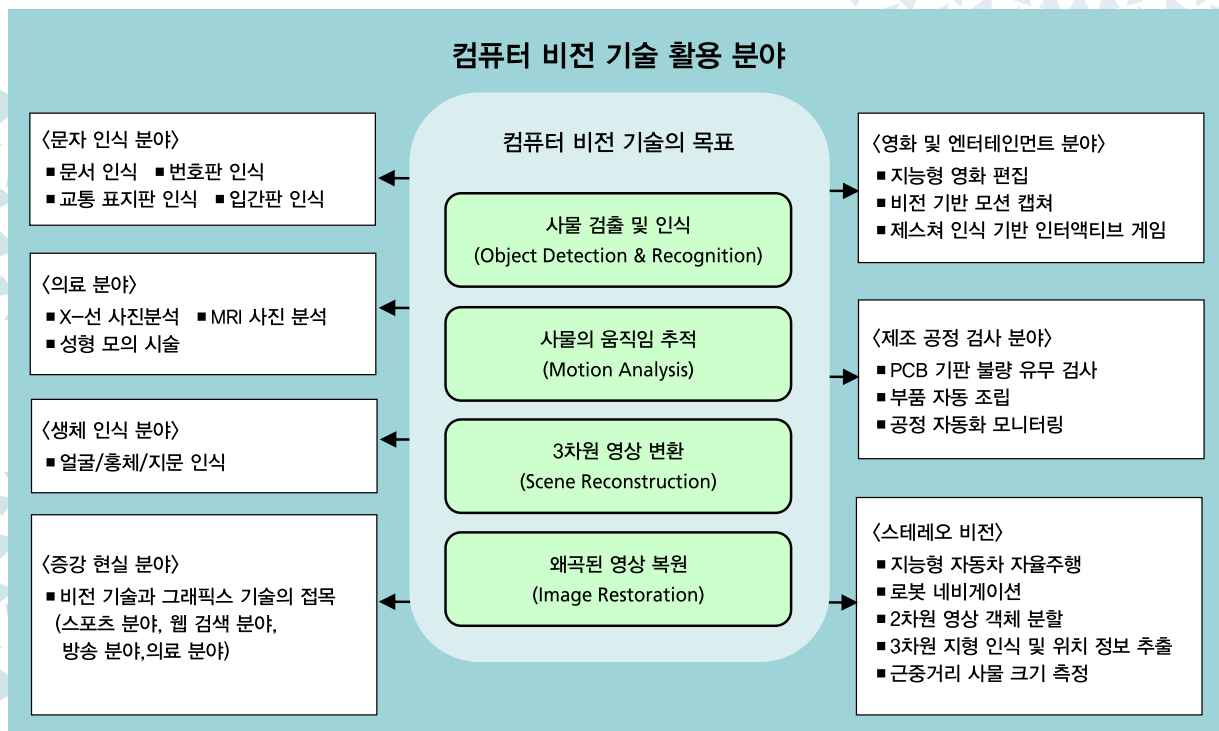 컴퓨터 비전 기술 활용 분야
〈문자 인식 분야〉
■ 문서 인식 ■ 번호판 인식
■ 교통 표지판 인식 ■ 입간판 인식
〈의료 분야〉
■ X-선 사진분석 ■ MRI 사진 분석
■ 성형 모의 시술
〈생체 인식 분야〉
■ 얼굴/홍체/지문 인식
〈증강 현실 분야〉
■ 비전 기술과 그래픽스 기술의 접목
(스포츠 분야, 웹 검색 분야,
방송 분야,의료 분야)
컴퓨터 비전 기술의 목표
사물 검출 및 인식
(Object Detection & Recognition)
사물의 움직임 추적
(Motion Analysis)
3차원 영상 변환
(Scene Reconstruction)
왜곡된 영상 복원
(Image Restoration)
〈영화 및 엔터테인먼트 분야〉
■ 지능형 영화 편집
■ 비전 기반 모션 캡쳐
■ 제스쳐 인식 기반 인터액티브 게임
〈제조 공정 검사 분야〉
■ PCB 기판 불량 유무 검사
■ 부품 자동 조립
■ 공정 자동화 모니터링
〈스테레오 비전〉
■ 지능형 자동차 자율주행
■ 로봇 네비게이션
■ 2차원 영상 객체 분할
■ 3차원 지형 인식 및 위치 정보 추출
■ 근중거리 사물 크기 측정